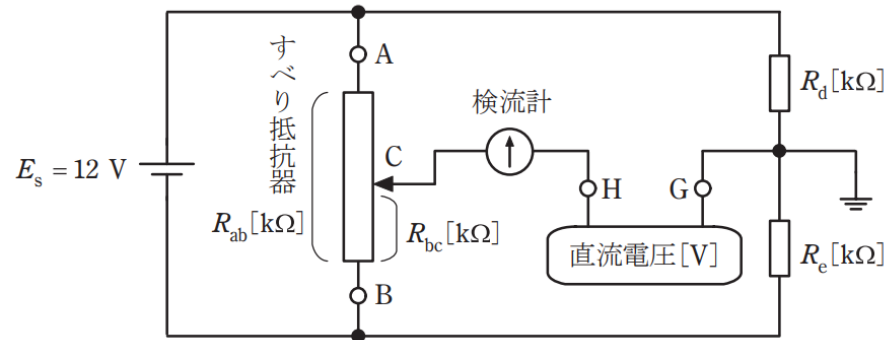 すべり抵抗器
A
検流計
R_d[kΩ]
E_s = 12 V
C
H
G
R_ab[kΩ]
R_bc[kΩ]
直流電圧[V]
R_e[kΩ]
B